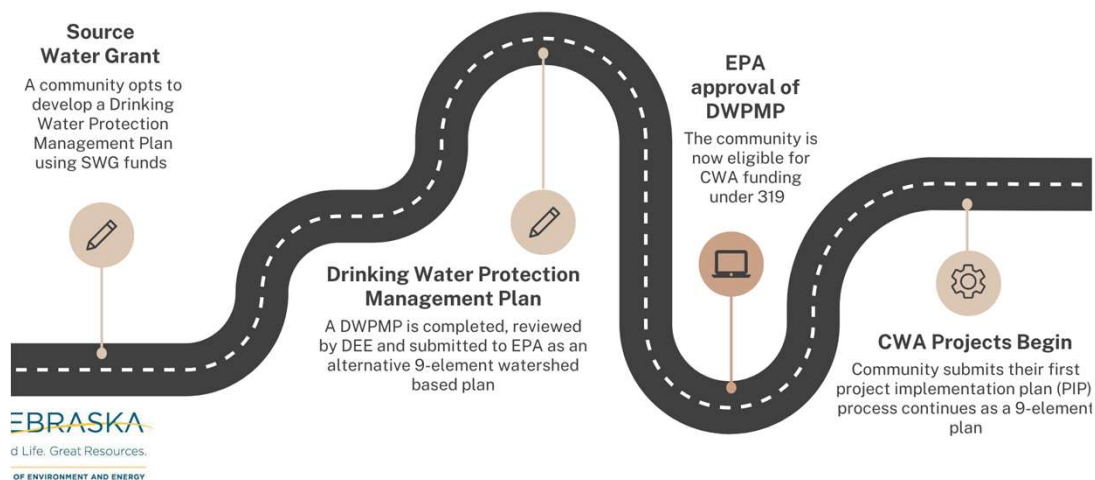 Source
Water Grant
A community opts to
develop a Drinking
Water Protection
Management Plan
using SWG funds
Drinking Water Protection
Management Plan
A DWPMP is completed, reviewed
by DEE and submitted to EPA as an
alternative 9-element watershed
based plan
EPA
approval of
DWPMP
The community is
now eligible for
CWA funding
under 319
CWA Projects Begin
Community submits their first
project implementation plan (PIP)
process continues as a 9-element
plan
EBRASKA
d Life. Great Resources.
OF ENVIRONMENT AND ENERGY